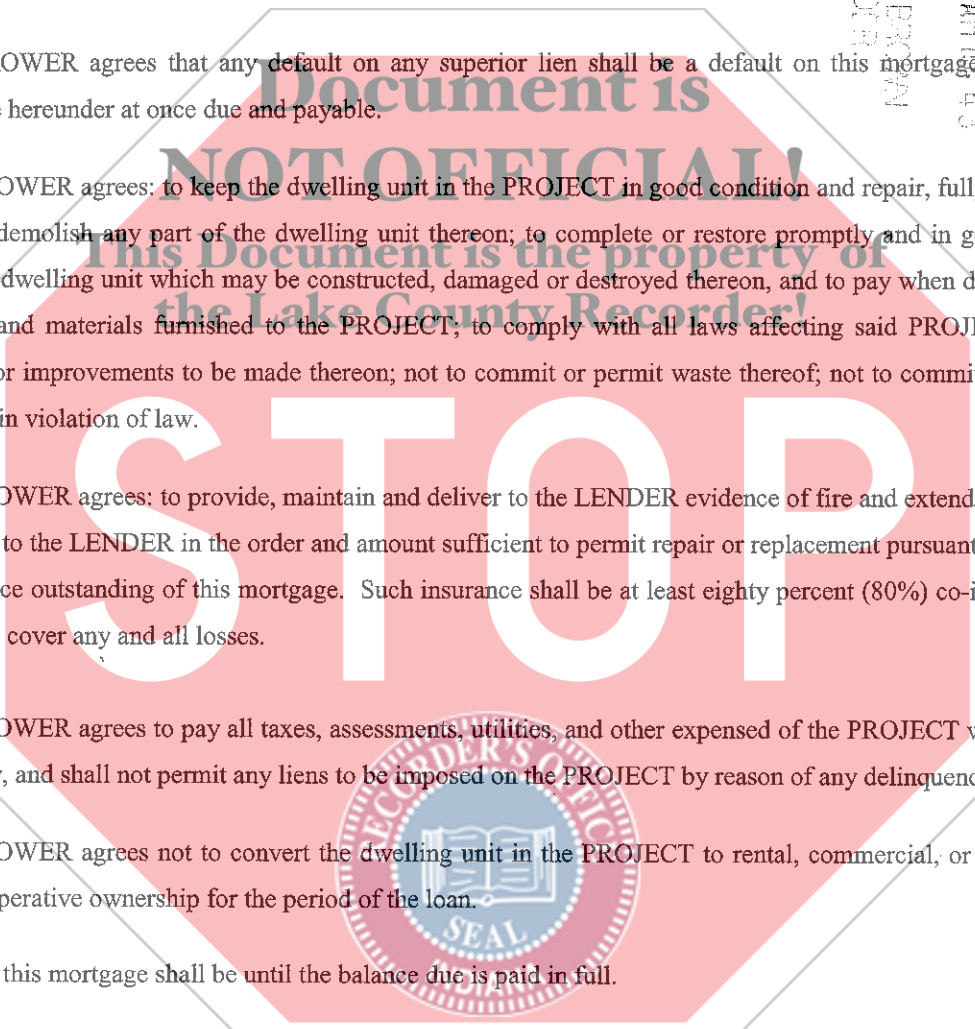 OWER agrees that any default on any superior lien shall be a default on this mortgage
hereunder at once due and payable.
OWER agrees: to keep the dwelling unit in the PROJECT in good condition and repair, full
demolish any part of the dwelling unit thereon; to complete or restore promptly and in g
dwelling unit which may be constructed, damaged or destroyed thereon, and to pay when d
and materials furnished to the PROJECT; to comply with all laws affecting said PROJE
or improvements to be made thereon; not to commit or permit waste thereof; not to commi
in violation of law.
OWER agrees: to provide, maintain and deliver to the LENDER evidence of fire and extend
to the LENDER in the order and amount sufficient to permit repair or replacement pursuant
ce outstanding of this mortgage. Such insurance shall be at least eighty percent (80%) co-i
cover any and all losses.
OWER agrees to pay all taxes, assessments, utilities, and other expensed of the PROJECT
, and shall not permit any liens to be imposed on the PROJECT by reason of any delinquenc
OWER agrees not to convert the dwelling unit in the PROJECT to rental, commercial, or
perative ownership for the period of the loan.
this mortgage shall be until the balance due is paid in full.
Document is
NOT OFFICIAL!
This Document is the property of
the Lake County Recorder!
STOP
RECORDER'S OFFICE
SEAL
INDIANA